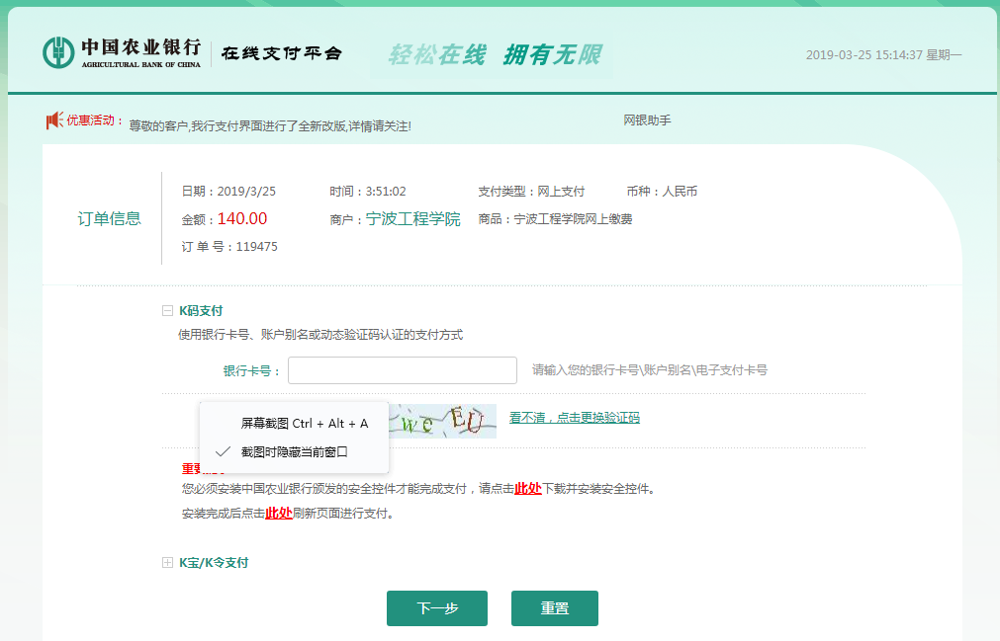 中国农业银行
AGRICULTURAL BANK OF CHINA
在线支付平台
轻松在线 拥有无限
2019-03-25 15:14:37 星期一
优惠活动：
尊敬的客户,我行支付界面进行了全新改版,详情请关注!
网银助手
订单信息
日期：2019/3/25 时间：3:51:02 支付类型：网上支付 币种：人民币
金额：140.00 商户：宁波工程学院 商品：宁波工程学院网上缴费
订 单 号：119475
K码支付
使用银行卡号、账户别名或动态验证码认证的支付方式
银行卡号：
请输入您的银行卡号\账户别名\电子支付卡号
屏幕截图 Ctrl + Alt + A
截图时隐藏当前窗口
we EU
看不清，点击更换验证码
重要
您必须安装中国农业银行颁发的安全控件才能完成支付，请点击此处下载并安装安全控件。
安装完成后点击此处刷新页面进行支付。
K宝/K令支付
下一步
重置